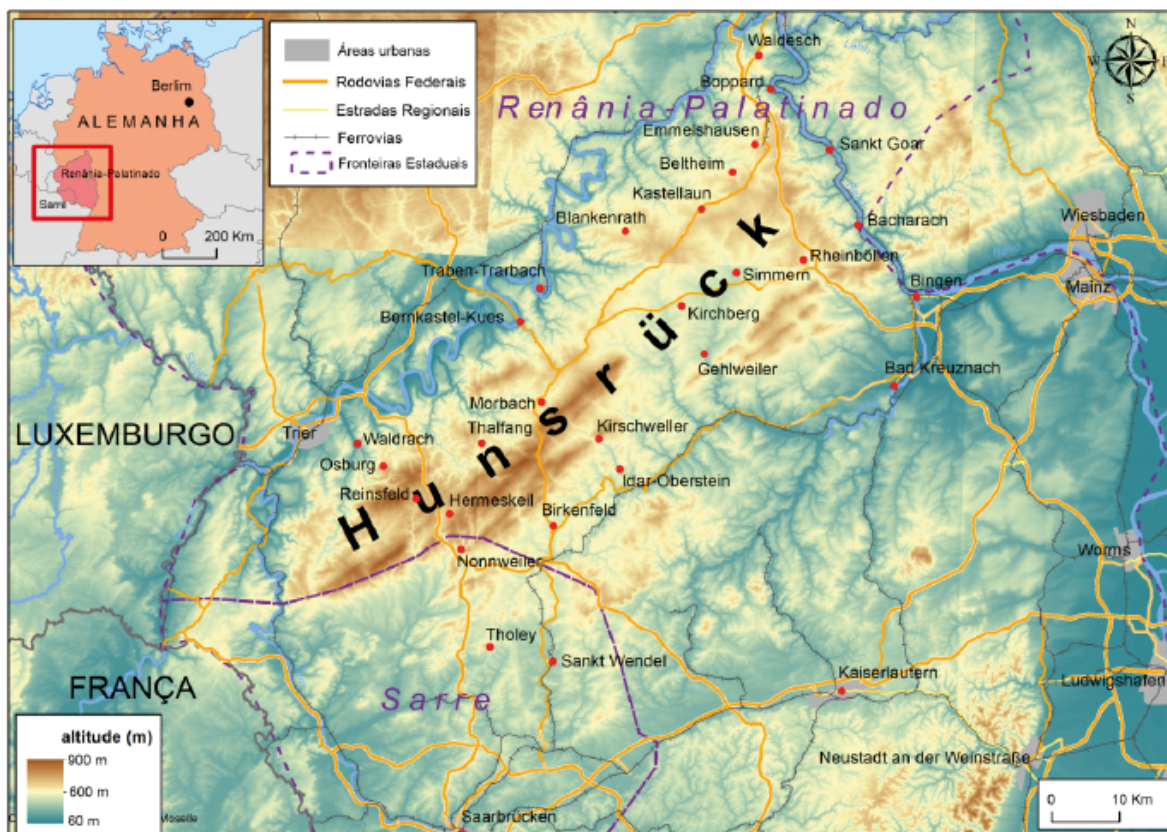 Berlim
ALEMANHA
Renânia-Palatinado
Sarre
0 200 Km
Áreas urbanas
Rodovias Federais
Estradas Regionais
Ferrovias
Fronteiras Estaduais
N
S
W
E
Waldesch
Boppard
Renânia-Palatinado
Emmelshausen
Sankt Goar
Beltheim
Kastellaun
Blankenrath
Bacharach
Wiesbaden
Rheinböllen
Traben-Trarbach
Simmern
Bingen
Mainz
Bernkastel-Kues
Kirchberg
Gehlweiler
Bad Kreuznach
Hunsrück
Morbach
LUXEMBURGO
Trier
Waldrach
Thalfang
Kirschweller
Osburg
Idar-Oberstein
Reinsfeld
Hermeskeil
Birkenfeld
Nonnweiler
Worms
Tholey
Sankt Wendel
Kaiserlautern
FRANÇA
Sarre
Ludwigshafen
Neustadt an der Weinstraße
Saarbrücken
altitude (m)
900 m
600 m
60 m
Moselle
0 10 Km